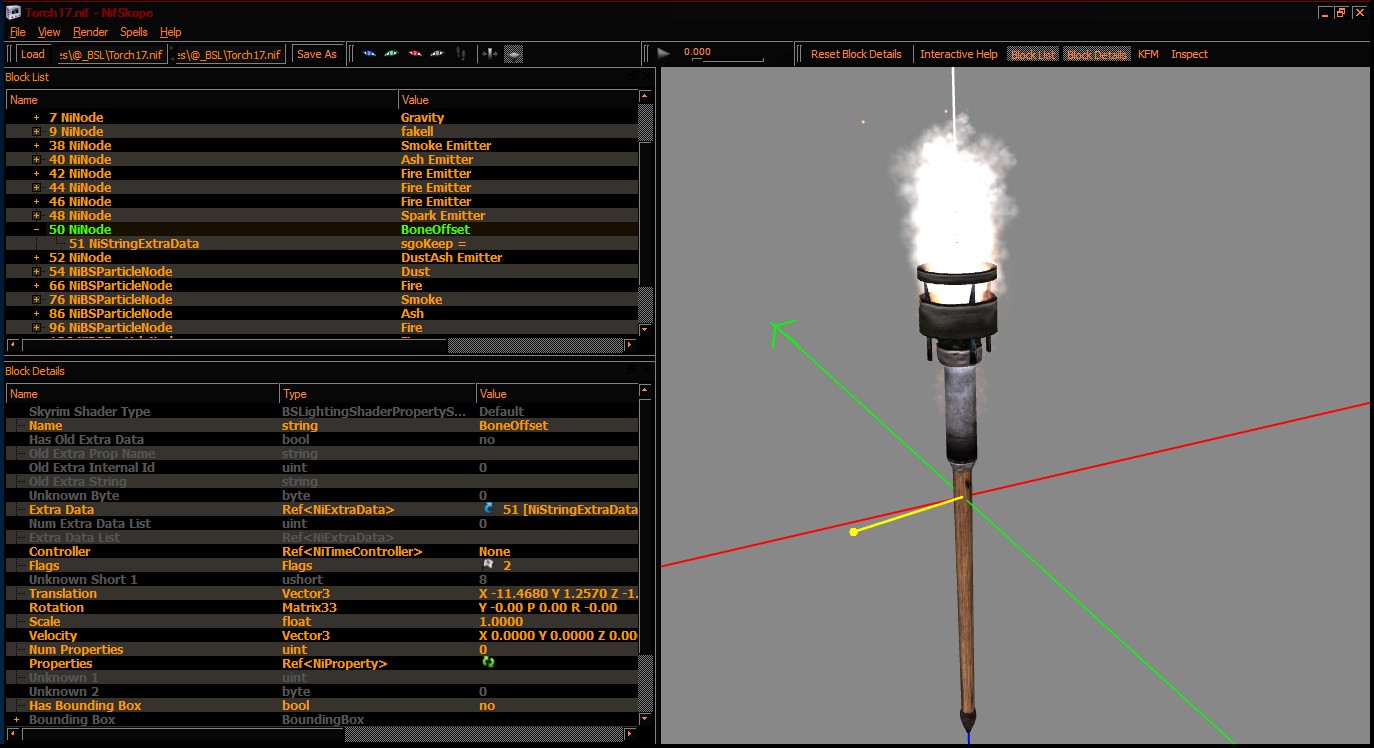 Torch17.nif - NifSkope
File View Render Spells Help
Load :s\@_BSL\Torch17.nif :s\@_BSL\Torch17.nif Save As 0.000 Reset Block Details Interactive Help Block List Block Details KFM Inspect
Block List
Name Value
7 NiNode Gravity
9 NiNode fakell
38 NiNode Smoke Emitter
40 NiNode Ash Emitter
42 NiNode Fire Emitter
44 NiNode Fire Emitter
46 NiNode Fire Emitter
48 NiNode Spark Emitter
50 NiNode BoneOffset
51 NiStringExtraData sgoKeep =
52 NiNode DustAsh Emitter
54 NiBSParticleNode Dust
66 NiBSParticleNode Fire
76 NiBSParticleNode Smoke
86 NiBSParticleNode Ash
96 NiBSParticleNode Fire
Block Details
Name Type Value
Skyrim Shader Type BSLightingShaderPropertyS... Default
Name string BoneOffset
Has Old Extra Data bool no
Old Extra Prop Name string
Old Extra Internal Id uint 0
Old Extra String string
Unknown Byte byte 0
Extra Data Ref<NiExtraData> 51 [NiStringExtraData
Num Extra Data List uint 0
Extra Data List Ref<NiExtraData>
Controller Ref<NiTimeController> None
Flags Flags 2
Unknown Short 1 ushort 8
Translation Vector3 X -11.4680 Y 1.2570 Z -1.
Rotation Matrix33 Y -0.00 P 0.00 R -0.00
Scale float 1.0000
Velocity Vector3 X 0.0000 Y 0.0000 Z 0.00
Num Properties uint 0
Properties Ref<NiProperty>
Unknown 1 uint
Unknown 2 byte 0
Has Bounding Box bool no
Bounding Box BoundingBox